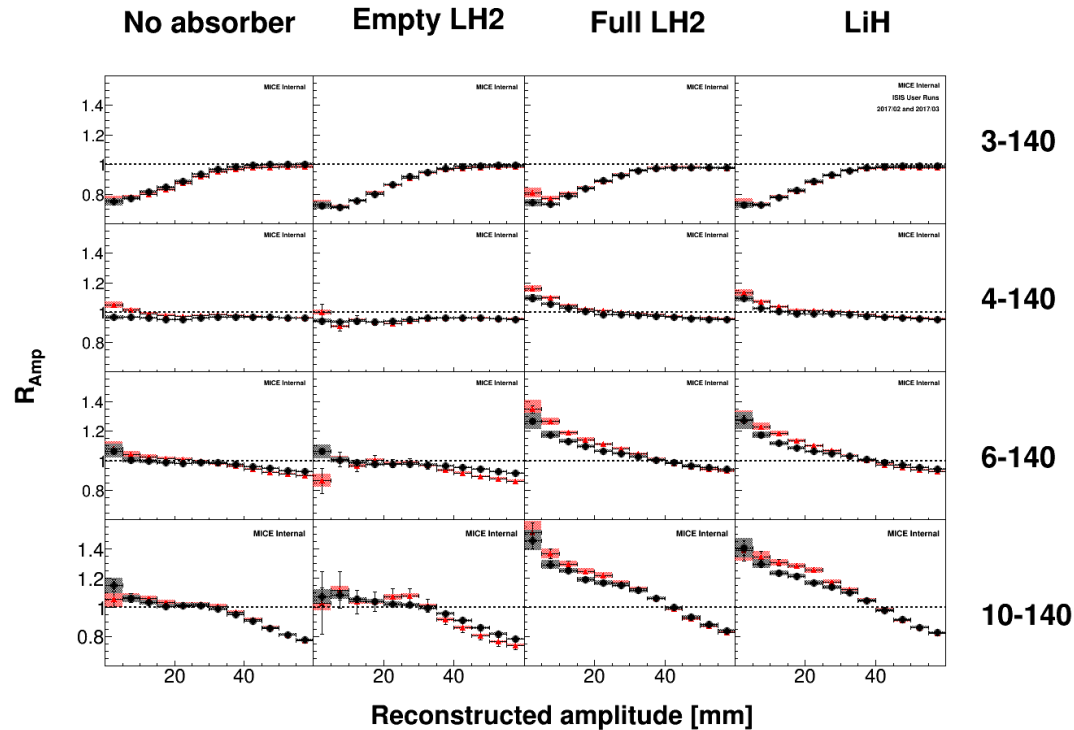 No absorber Empty LH2 Full LH2 LiH
MICE Internal MICE Internal MICE Internal MICE Internal
ISIS User Runs
2017/02 and 2017/03
1.4
1.2
1
0.8
3-140
MICE Internal MICE Internal MICE Internal MICE Internal
1.4
1.2
1
0.8
4-140
RAmp
MICE Internal MICE Internal MICE Internal MICE Internal
1.4
1.2
1
0.8
6-140
MICE Internal MICE Internal MICE Internal MICE Internal
1.4
1.2
1
0.8
10-140
20 40 20 40 20 40 20 40
Reconstructed amplitude [mm]